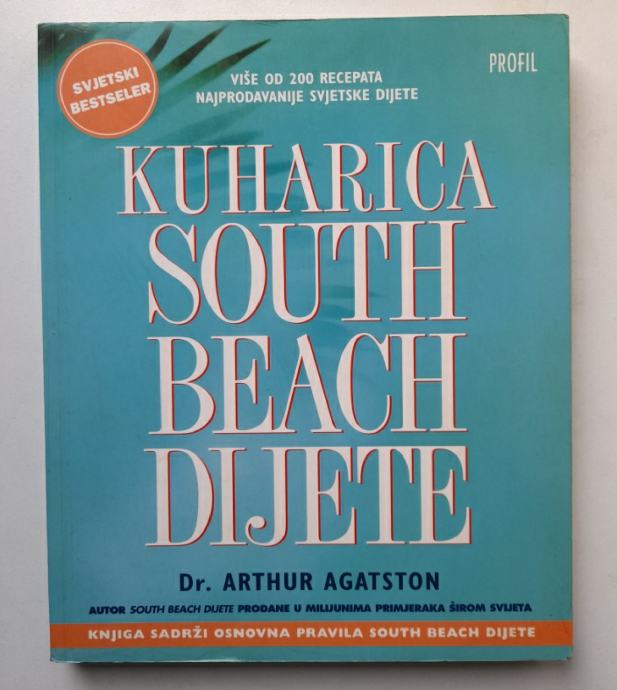 SVJETSKI
BESTSELER
VIŠE OD 200 RECEPATA
NAJPRODAVANIJE SVJETSKE DIJETE
PROFIL
KUHARICA
SOUTH
BEACH
DIJETE
Dr. ARTHUR AGATSTON
AUTOR SOUTH BEACH DIJETE PRODANE U MILIJUNIMA PRIMJERAKA ŠIROM SVIJETA
KNJIGA SADRŽI OSNOVNA PRAVILA SOUTH BEACH DIJETE